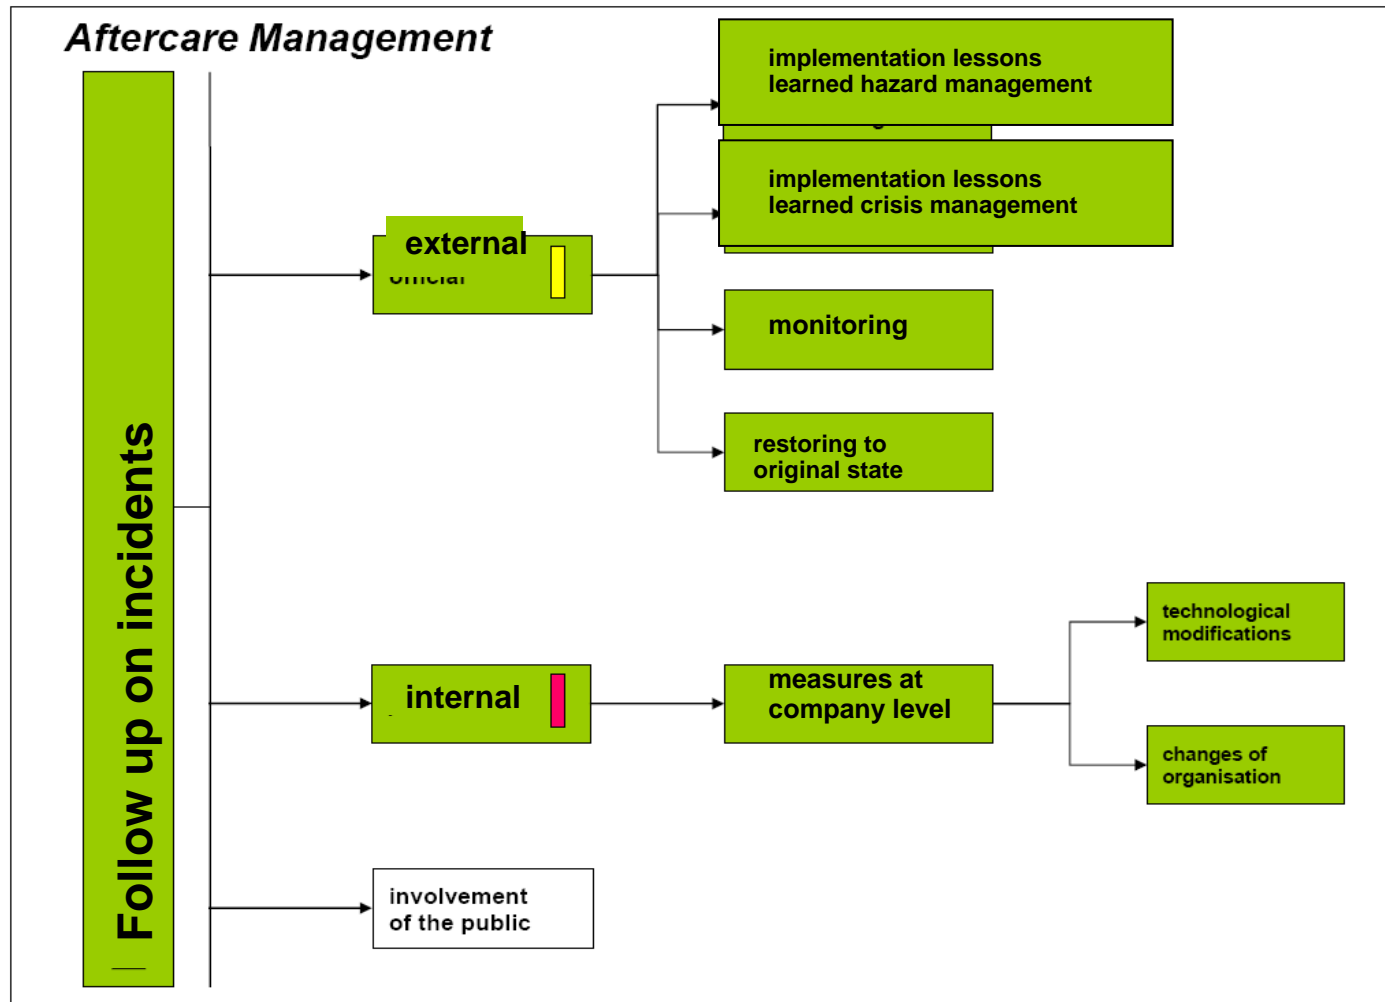 Aftercare Management
implementation lessons
learned hazard management
implementation lessons
learned crisis management
external
official
monitoring
restoring to
original state
Follow up on incidents
internal
measures at
company level
technological
modifications
changes of
organisation
involvement
of the public